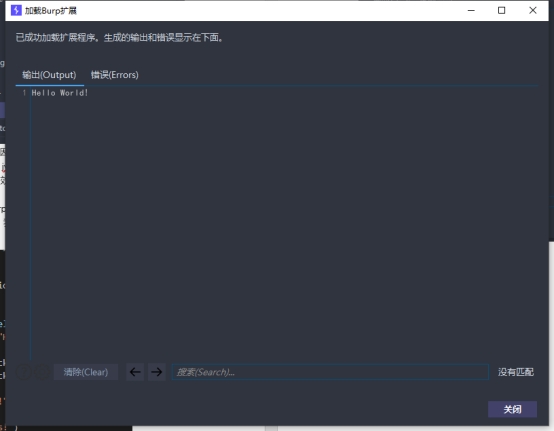 加载Burp扩展
已成功加载扩展程序。生成的输出和错误显示在下面。
输出(Output) 错误(Errors)
1 Hello World!
清除(Clear) 搜索(Search)... 没有匹配
关闭